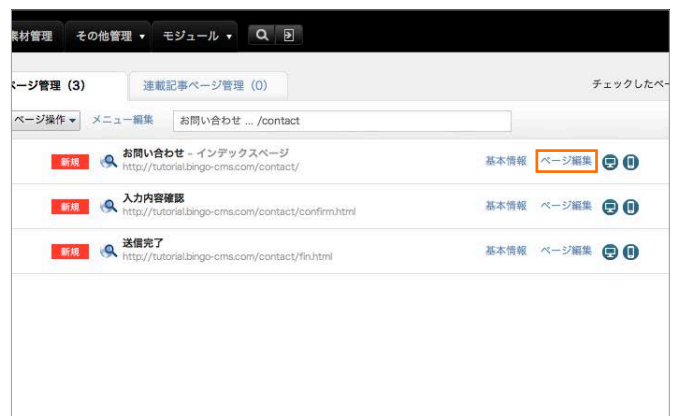 素材管理 その他管理 ▼ モジュール ▼
ページ管理（3） 連載記事ページ管理（0） チェックしたペー
ページ操作 ▼ メニュー編集 お問い合わせ ... /contact
新規 お問い合わせ - インデックスページ 基本情報 ページ編集
http://tutorial.bingo-cms.com/contact/
新規 入力内容確認 基本情報 ページ編集
http://tutorial.bingo-cms.com/contact/confirm.html
新規 送信完了 基本情報 ページ編集
http://tutorial.bingo-cms.com/contact/fin.html